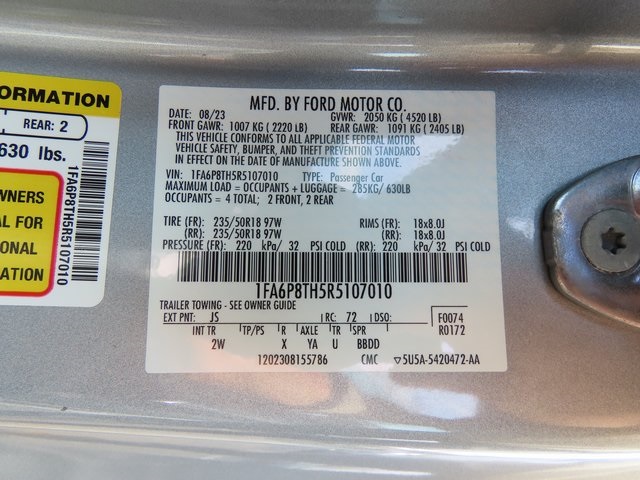 ORMATION
REAR: 2
630 lbs.
WNERS
AL FOR
ONAL
MATION
1FA6P8TH5R5107010
MFD. BY FORD MOTOR CO.
DATE: 08/23 GVWR: 2050 KG ( 4520 LB)
FRONT GAWR: 1007 KG ( 2220 LB) REAR GAWR: 1091 KG ( 2405 LB)
THIS VEHICLE CONFORMS TO ALL APPLICABLE FEDERAL MOTOR
VEHICLE SAFETY, BUMPER, AND THEFT PREVENTION STANDARDS
IN EFFECT ON THE DATE OF MANUFACTURE SHOWN ABOVE.
VIN: 1FA6P8TH5R5107010 TYPE: Passenger Car
MAXIMUM LOAD = OCCUPANTS + LUGGAGE = 285KG/ 630LB
OCCUPANTS = 4 TOTAL; 2 FRONT, 2 REAR
TIRE (FR): 235/50R18 97W RIMS (FR): 18x8.0J
(RR): 235/50R18 97W (RR): 18x8.0J
PRESSURE (FR): 220 kPa/ 32 PSI COLD (RR): 220 kPa/ 32 PSI COLD
1FA6P8TH5R5107010
TRAILER TOWING - SEE OWNER GUIDE
EXT PNT: JS RC: 72 DSO: F0074
INT TR TP/PS R AXLE TR SPR R0172
2W X YA U BBDD
1202308155786 CMC ▽5U5A-5420472-AA